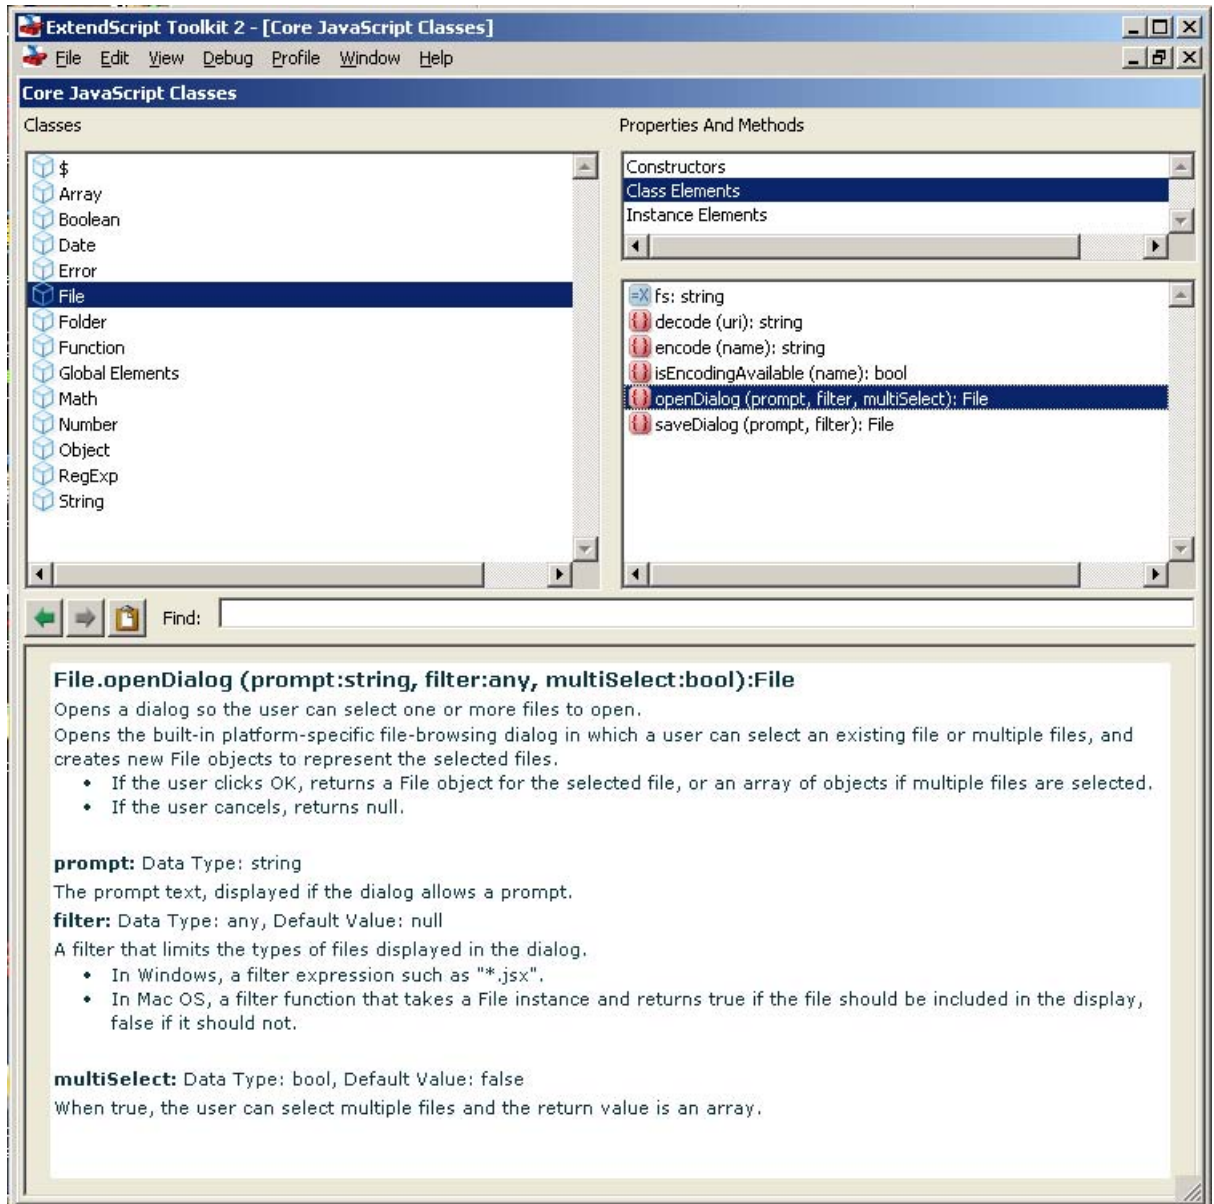 ExtendScript Toolkit 2 - [Core JavaScript Classes]
File Edit View Debug Profile Window Help
Core JavaScript Classes
Classes
$
Array
Boolean
Date
Error
File
Folder
Function
Global Elements
Math
Number
Object
RegExp
String
Properties And Methods
Constructors
Class Elements
Instance Elements
fs: string
decode (uri): string
encode (name): string
isEncodingAvailable (name): bool
openDialog (prompt, filter, multiSelect): File
saveDialog (prompt, filter): File
Find:
File.openDialog (prompt:string, filter:any, multiSelect:bool):File
Opens a dialog so the user can select one or more files to open.
Opens the built-in platform-specific file-browsing dialog in which a user can select an existing file or multiple files, and
creates new File objects to represent the selected files.
• If the user clicks OK, returns a File object for the selected file, or an array of objects if multiple files are selected.
• If the user cancels, returns null.
prompt: Data Type: string
The prompt text, displayed if the dialog allows a prompt.
filter: Data Type: any, Default Value: null
A filter that limits the types of files displayed in the dialog.
• In Windows, a filter expression such as "*.jsx".
• In Mac OS, a filter function that takes a File instance and returns true if the file should be included in the display,
false if it should not.
multiSelect: Data Type: bool, Default Value: false
When true, the user can select multiple files and the return value is an array.